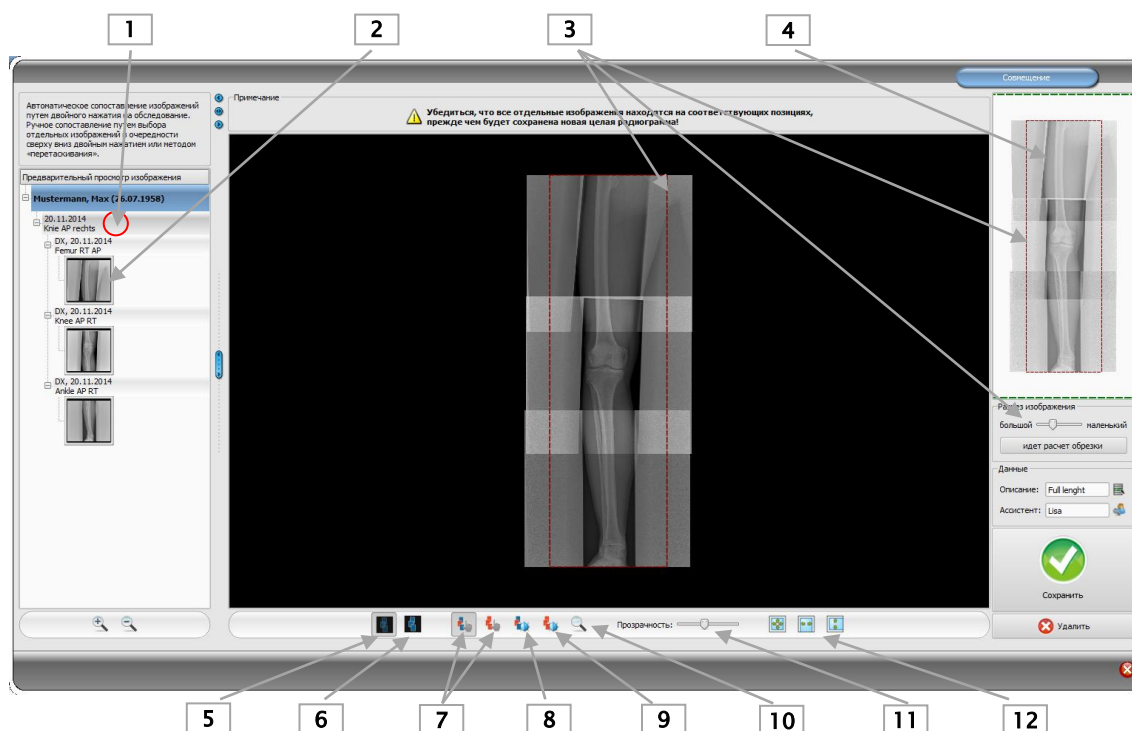 1
2
3
4
Совмещение
Автоматическое сопоставление изображений
путем двойного нажатия на обследование.
Ручное сопоставление путем выбора
отдельных изображений в очередности
сверху вниз двойным нажатием или методом
«перетаскивания».
Примечание
Убедиться, что все отдельные изображения находятся на соответствующих позициях,
прежде чем будет сохранена новая целая радиограмма!
Предварительный просмотр изображения
Mustermann, Max (26.07.1958)
20.11.2014
Knie AP rechts
DX, 20.11.2014
Femur RT AP
DX, 20.11.2014
Knee AP RT
DX, 20.11.2014
Ankle AP RT
Разрез изображения
большой
маленький
идет расчет обрезки
Данные
Описание: Full lenght
Ассистент: Lisa
Сохранить
Удалить
Прозрачность:
5
6
7
8
9
10
11
12